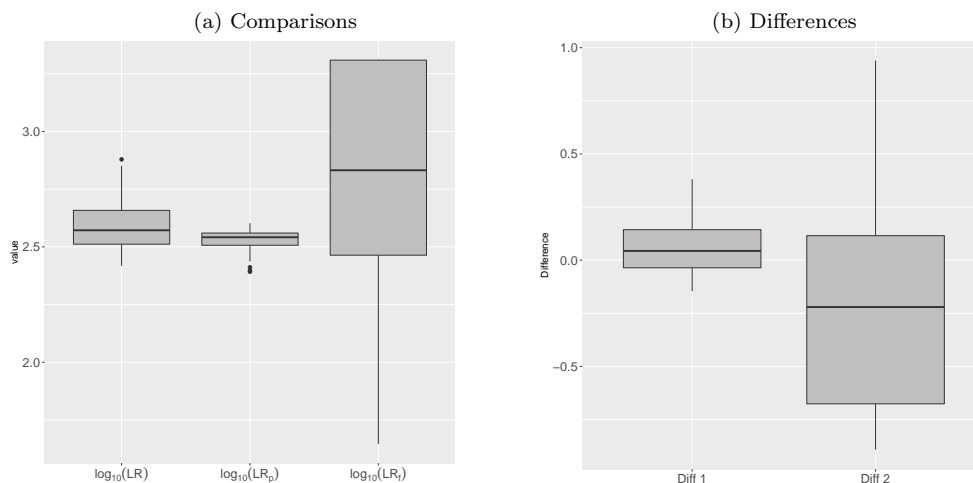 (a) Comparisons
value
3.0
2.5
2.0
log₁₀(LR)
log₁₀(LRₚ)
log₁₀(LR_f)
(b) Differences
Difference
1.0
0.5
0.0
−0.5
Diff 1
Diff 2